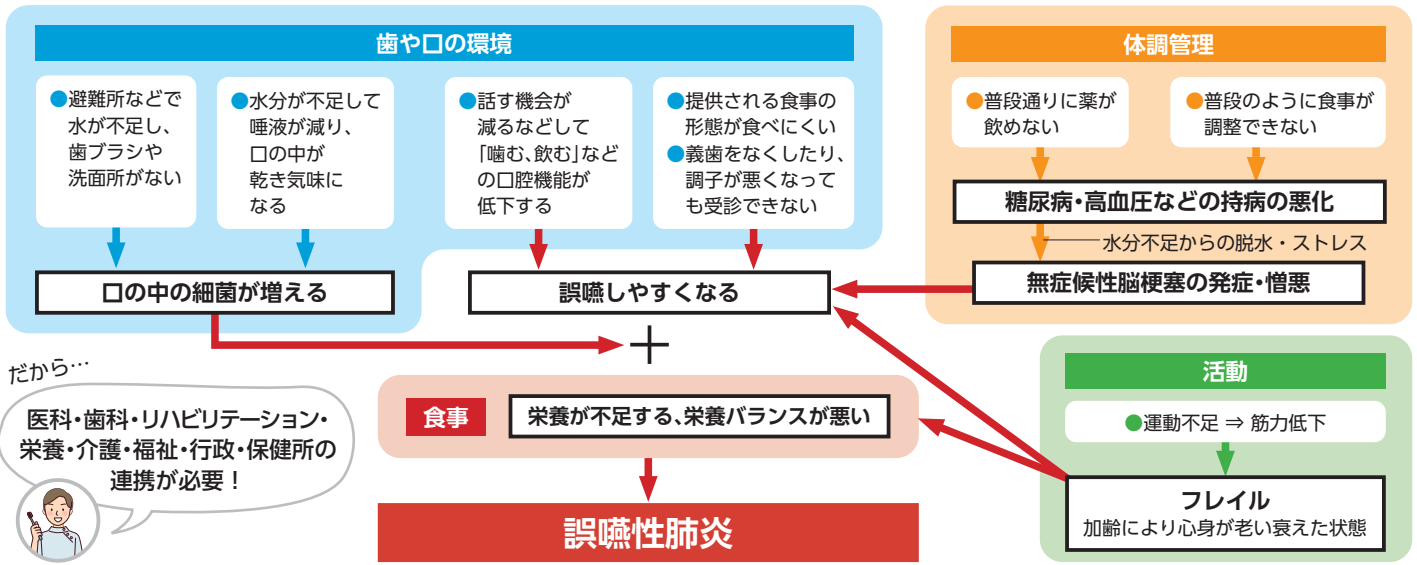 歯や口の環境
●避難所などで
水が不足し、
歯ブラシや
洗面所がない
●水分が不足して
唾液が減り、
口の中が
乾き気味に
なる
●話す機会が
減るなどして
「噛む、飲む」など
の口腔機能が
低下する
●提供される食事の
形態が食べにくい
●義歯をなくしたり、
調子が悪くなって
も受診できない
口の中の細菌が増える
誤嚥しやすくなる
体調管理
●普段通りに薬が
飲めない
●普段のように食事が
調整できない
糖尿病・高血圧などの持病の悪化
水分不足からの脱水・ストレス
無症候性脳梗塞の発症・憎悪
＋
活動
●運動不足 ⇒ 筋力低下
フレイル
加齢により心身が老い衰えた状態
食事
栄養が不足する、栄養バランスが悪い
誤嚥性肺炎
だから…
医科・歯科・リハビリテーション・
栄養・介護・福祉・行政・保健所の
連携が必要！